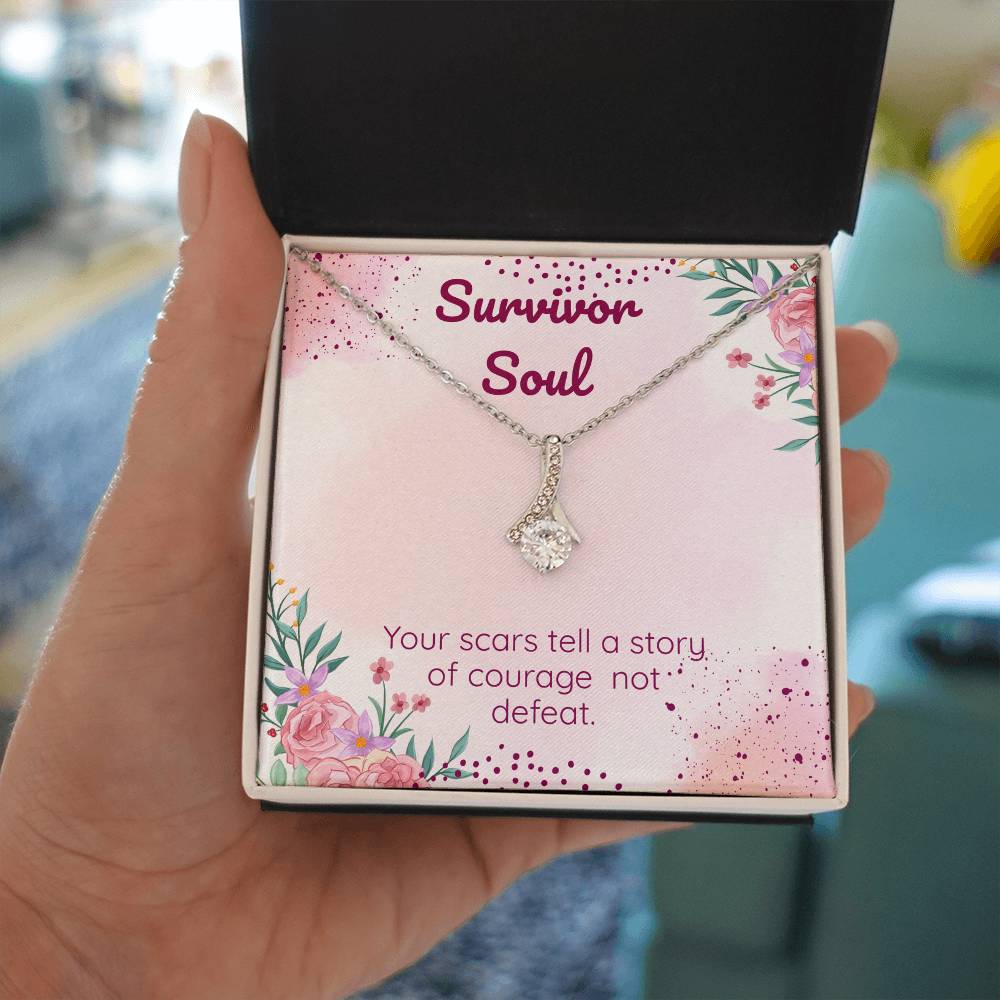 Survivor
Soul
Your scars tell a story
of courage not
defeat.